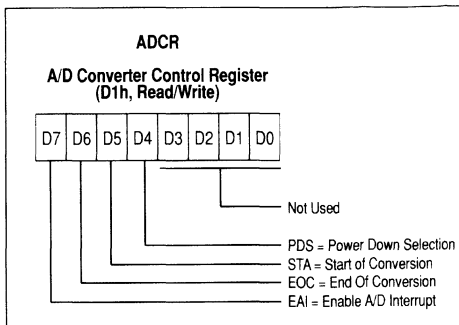 ADCR
A/D Converter Control Register
(D1h, Read/Write)
D7 D6 D5 D4 D3 D2 D1 D0
Not Used
PDS = Power Down Selection
STA = Start of Conversion
EOC = End Of Conversion
EAI = Enable A/D Interrupt